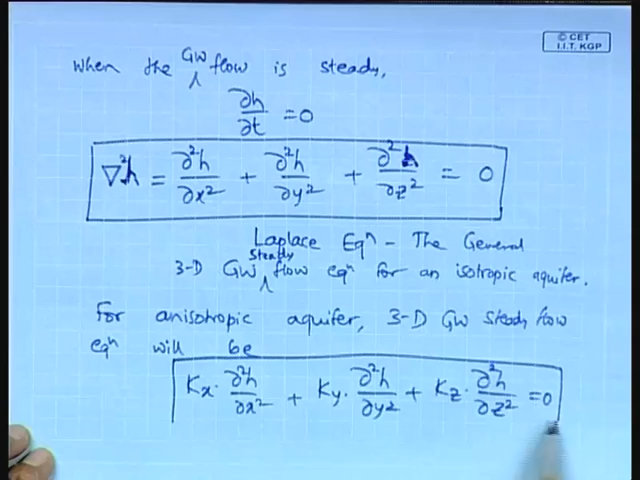 © CET
I.I.T. KGP
When the GW flow is steady,
∂h/∂t = 0
∇²h = ∂²h/∂x² + ∂²h/∂y² + ∂²h/∂z² = 0
Laplace Eqⁿ - The General
3-D GW steady flow eqⁿ for an isotropic aquifer.
For anisotropic aquifer, 3-D GW steady flow
eqⁿ will be
Kx · ∂²h/∂x² + Ky · ∂²h/∂y² + Kz · ∂²h/∂z² = 0